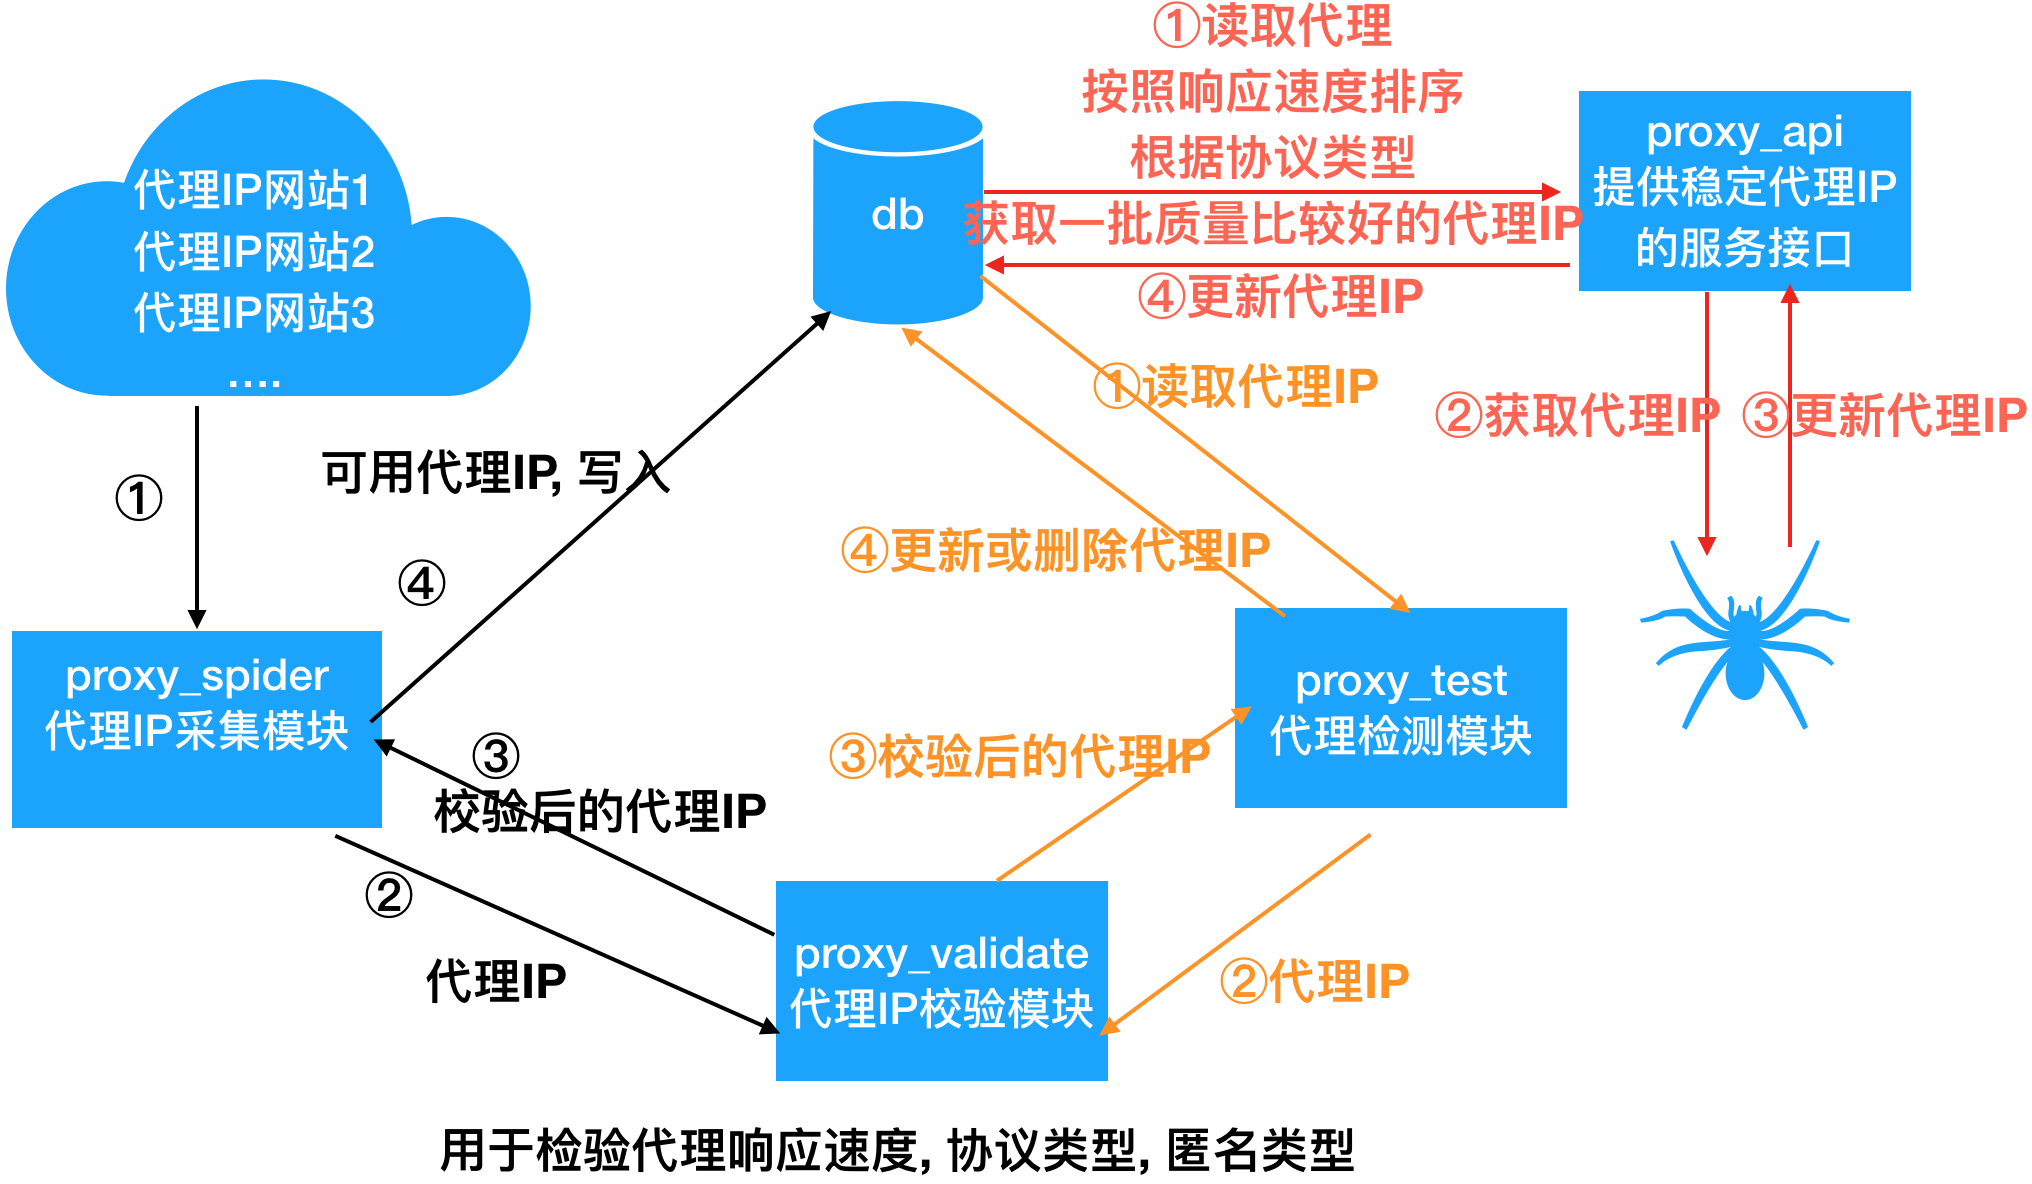 ①读取代理
按照响应速度排序
根据协议类型
获取一批质量比较好的代理IP
④更新代理IP
代理IP网站1
代理IP网站2
代理IP网站3
....
db
proxy_api
提供稳定代理IP
的服务接口
①读取代理IP
②获取代理IP
③更新代理IP
可用代理IP, 写入
①
④
④更新或删除代理IP
proxy_spider
代理IP采集模块
proxy_test
代理检测模块
③
校验后的代理IP
③校验后的代理IP
②
代理IP
proxy_validate
代理IP校验模块
②代理IP
用于检验代理响应速度, 协议类型, 匿名类型